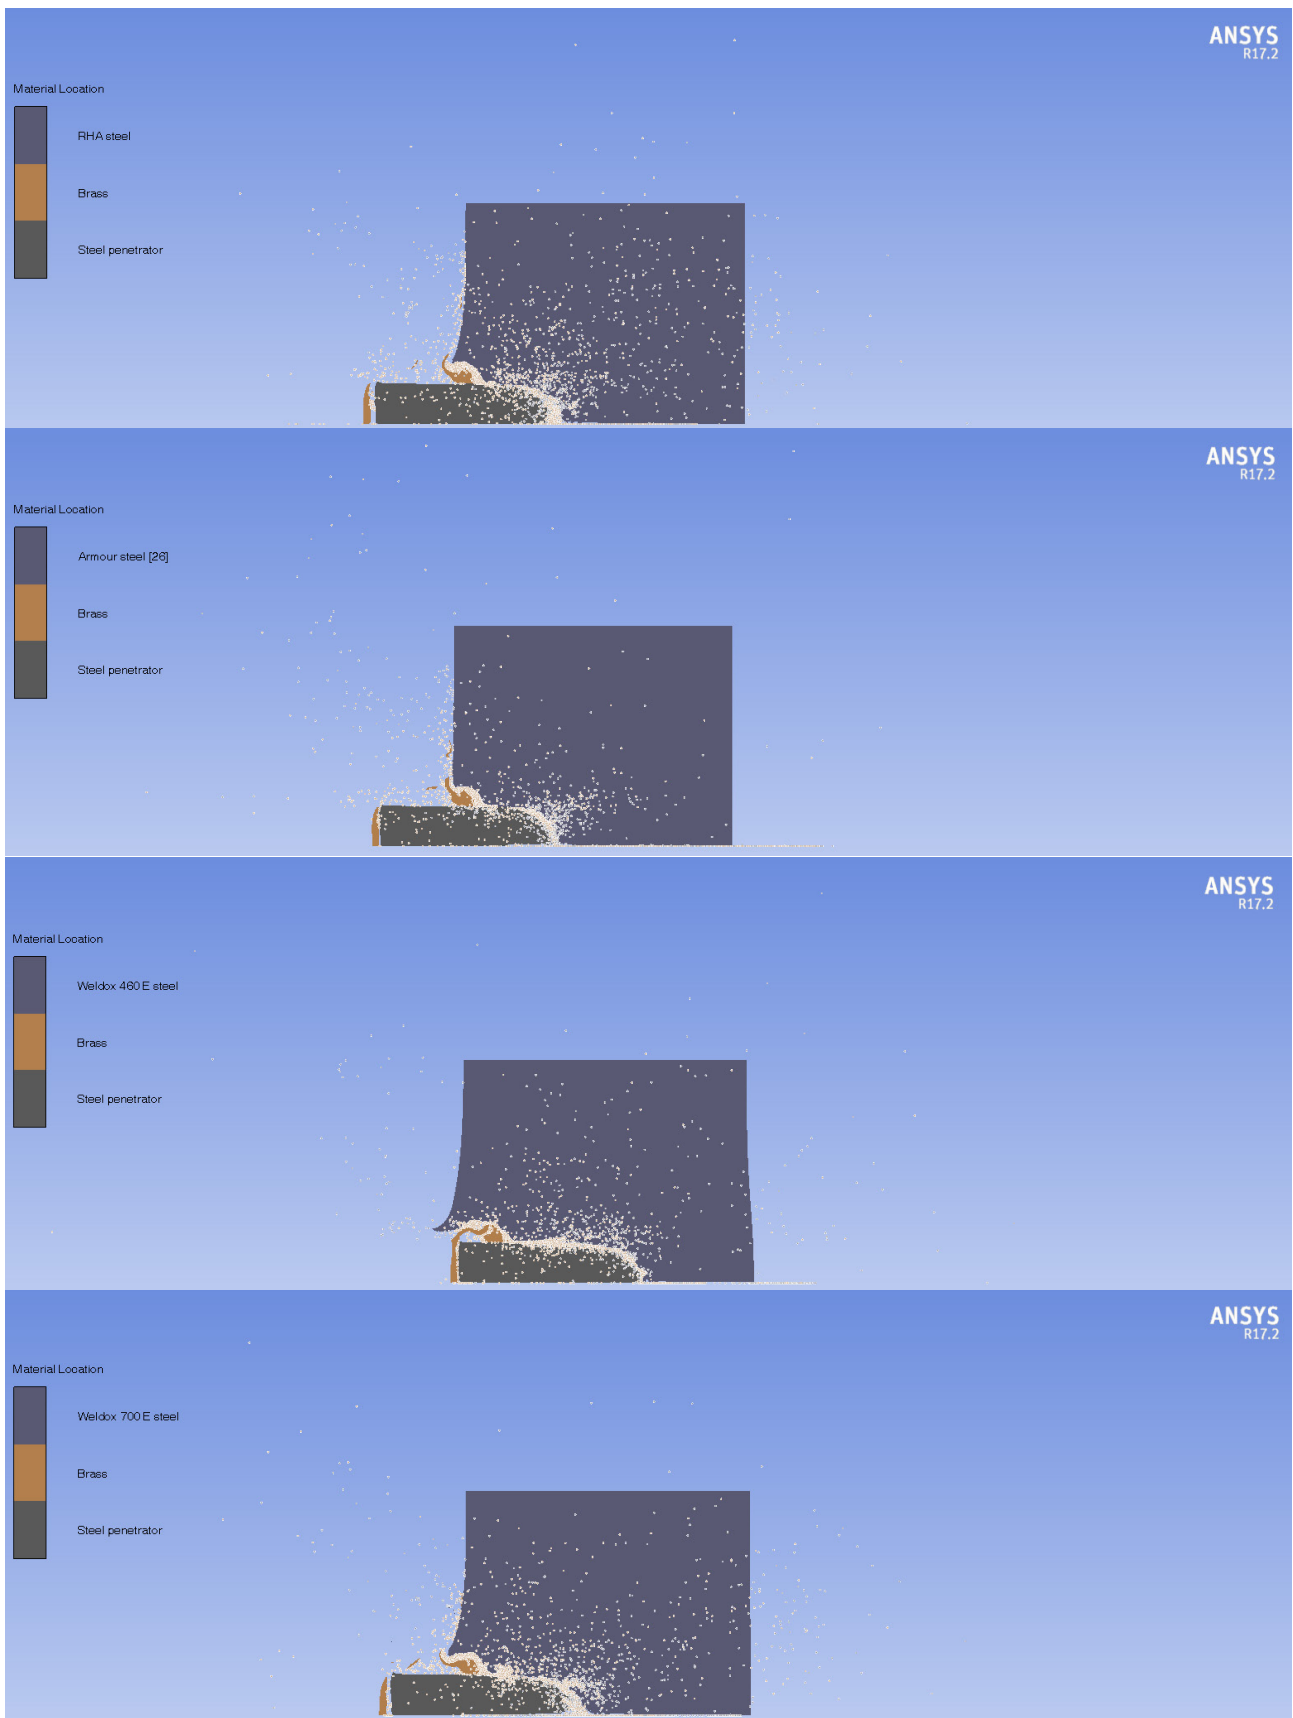 ANSYS
R17.2
Material Location
RHA steel
Brass
Steel penetrator
ANSYS
R17.2
Material Location
Armour steel [26]
Brass
Steel penetrator
ANSYS
R17.2
Material Location
Weldox 460 E steel
Brass
Steel penetrator
ANSYS
R17.2
Material Location
Weldox 700 E steel
Brass
Steel penetrator